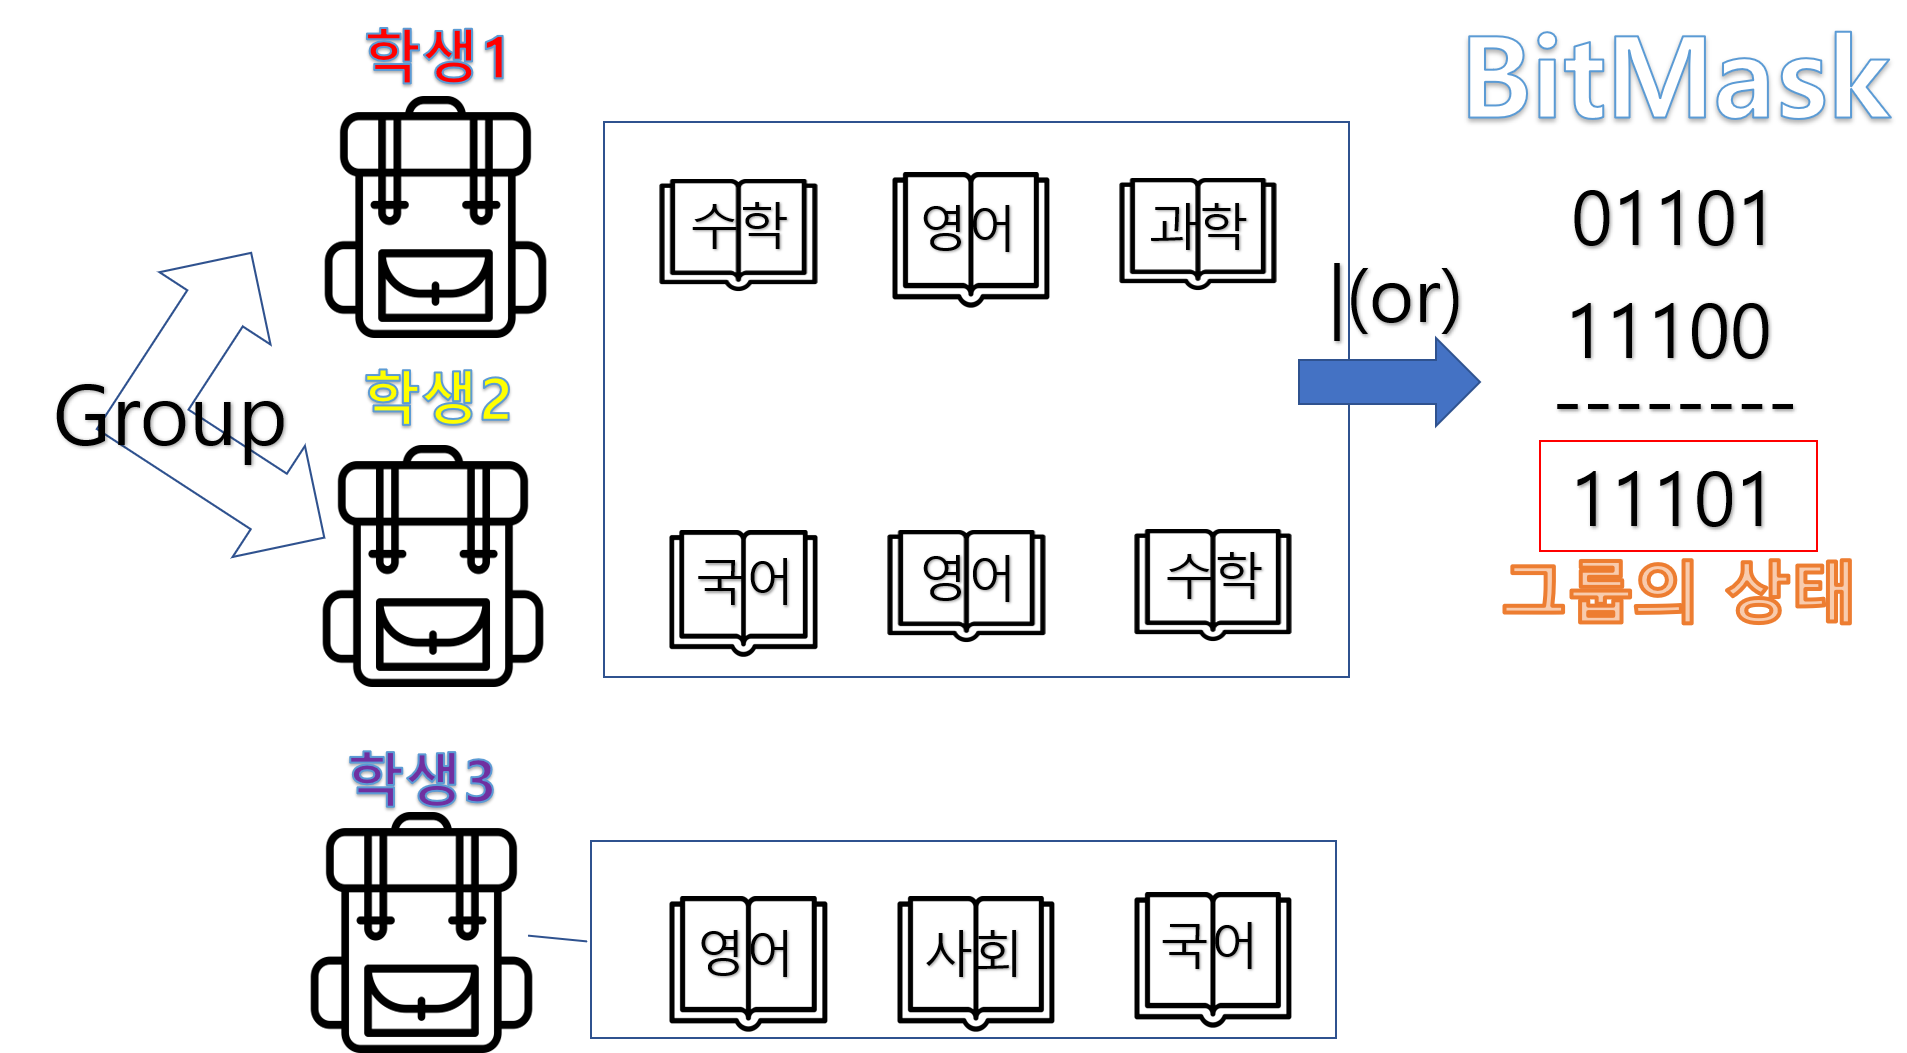 학생1
BitMask
수학 영어 과학
01101
|(or)
11100
--------
Group
학생2
11101
국어 영어 수학
그룹의 상태
학생3
영어 사회 국어